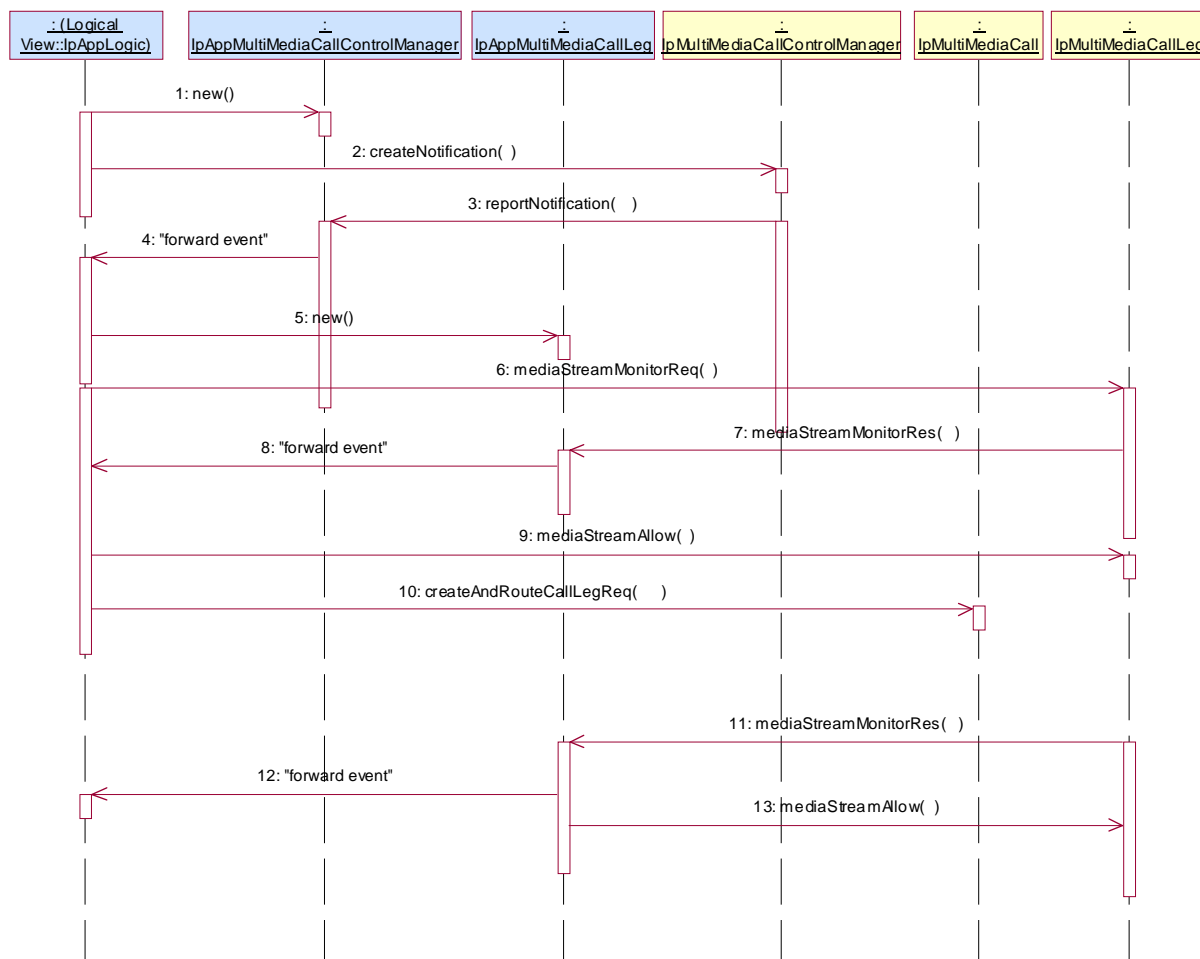 : (Logical
View::IpAppLogic)
:
IpAppMultiMediaCallControlManager
:
IpAppMultiMediaCallLeg
:
IpMultiMediaCallControlManager
:
IpMultiMediaCall
:
IpMultiMediaCallLeg
1: new()
2: createNotification( )
3: reportNotification( )
4: "forward event"
5: new()
6: mediaStreamMonitorReq( )
7: mediaStreamMonitorRes( )
8: "forward event"
9: mediaStreamAllow( )
10: createAndRouteCallLegReq( )
11: mediaStreamMonitorRes( )
12: "forward event"
13: mediaStreamAllow( )